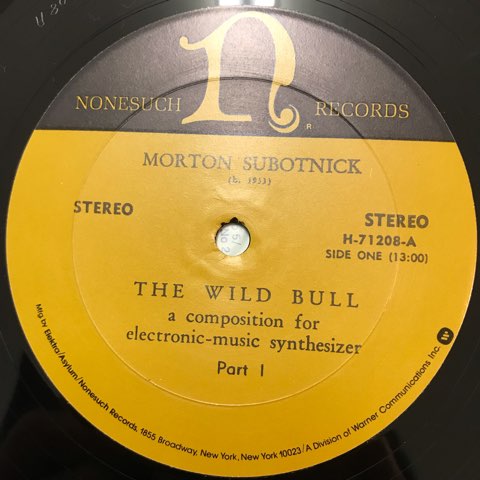 n
NONESUCH RECORDS
R
MORTON SUBOTNICK
(b. 1933)
STEREO
STEREO
H-71208-A
SIDE ONE (13:00)
THE WILD BULL
a composition for
electronic-music synthesizer
Part I
Mfg by Elektra/Asylum/Nonesuch Records, 1855 Broadway, New York, New York 10023/A Division of Warner Communications Inc.